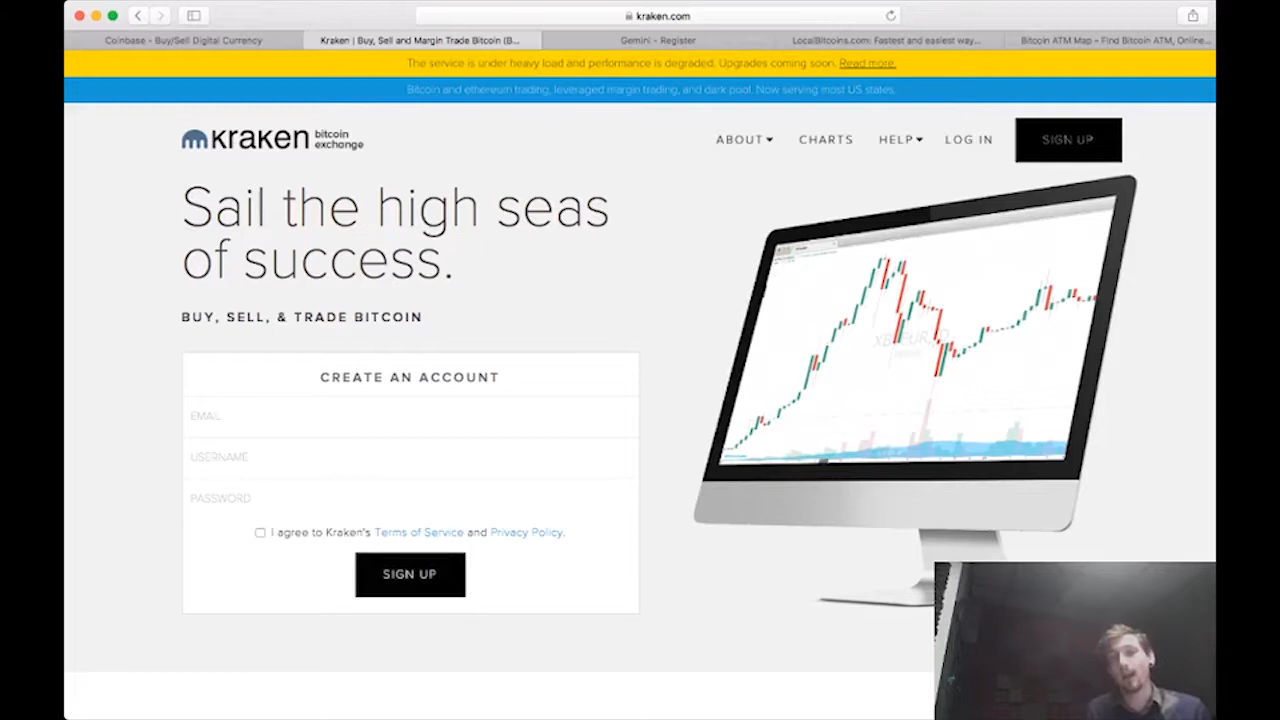 kraken.com
Coinbase - Buy/Sell Digital Currency
Kraken | Buy, Sell and Margin Trade Bitcoin (B...
Gemini - Register
LocalBitcoins.com: Fastest and easiest way...
Bitcoin ATM Map – Find Bitcoin ATM, Online...
The service is under heavy load and performance is degraded. Upgrades coming soon. Read more.
Bitcoin and ethereum trading, leveraged margin trading, and dark pool. Now serving most US states.
kraken bitcoin exchange
ABOUT
CHARTS
HELP
LOG IN
SIGN UP
Sail the high seas
of success.
BUY, SELL, & TRADE BITCOIN
CREATE AN ACCOUNT
EMAIL
USERNAME
PASSWORD
I agree to Kraken's Terms of Service and Privacy Policy.
SIGN UP